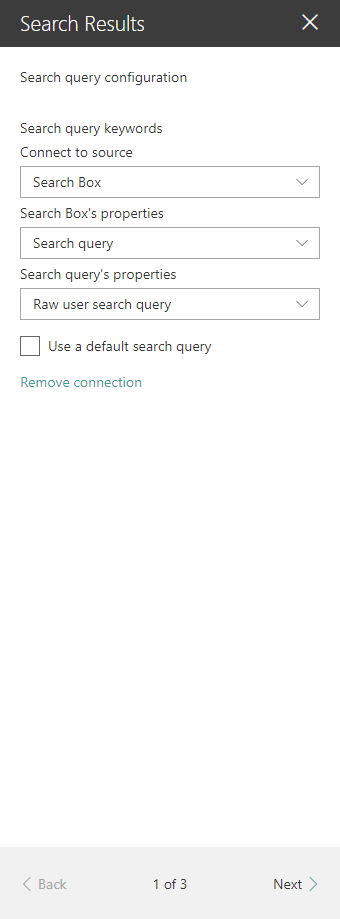 Search Results
Search query configuration
Search query keywords
Connect to source
Search Box
Search Box's properties
Search query
Search query's properties
Raw user search query
Use a default search query
Remove connection
Back 1 of 3 Next